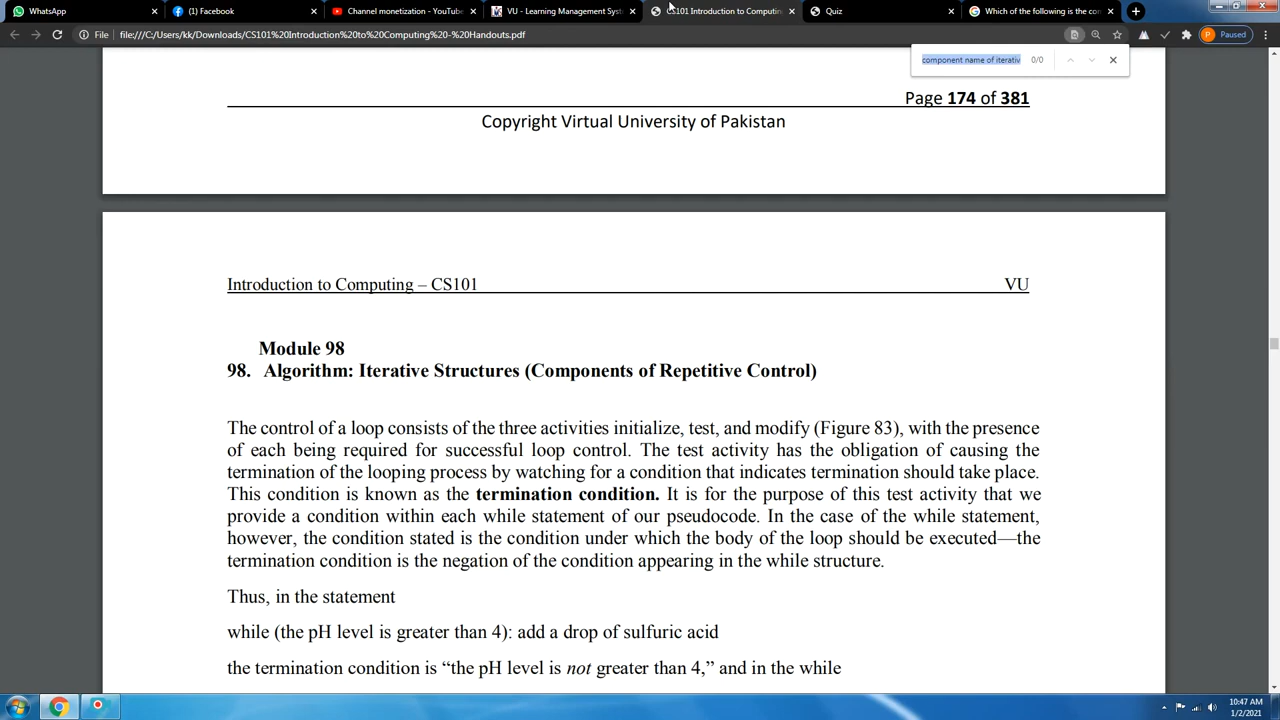 WhatsApp
(1) Facebook
Channel monetization - YouTube
VU - Learning Management Syst
CS101 Introduction to Computin
Quiz
Which of the following is the co
File
file:///C:/Users/kk/Downloads/CS101%20Introduction%20to%20Computing%20-%20Handouts.pdf
P Paused
component name of iterativ 0/0
Page 174 of 381
Copyright Virtual University of Pakistan
Introduction to Computing – CS101 VU
Module 98
98. Algorithm: Iterative Structures (Components of Repetitive Control)
The control of a loop consists of the three activities initialize, test, and modify (Figure 83), with the presence
of each being required for successful loop control. The test activity has the obligation of causing the
termination of the looping process by watching for a condition that indicates termination should take place.
This condition is known as the termination condition. It is for the purpose of this test activity that we
provide a condition within each while statement of our pseudocode. In the case of the while statement,
however, the condition stated is the condition under which the body of the loop should be executed—the
termination condition is the negation of the condition appearing in the while structure.
Thus, in the statement
while (the pH level is greater than 4): add a drop of sulfuric acid
the termination condition is “the pH level is not greater than 4,” and in the while
10:47 AM
1/2/2021